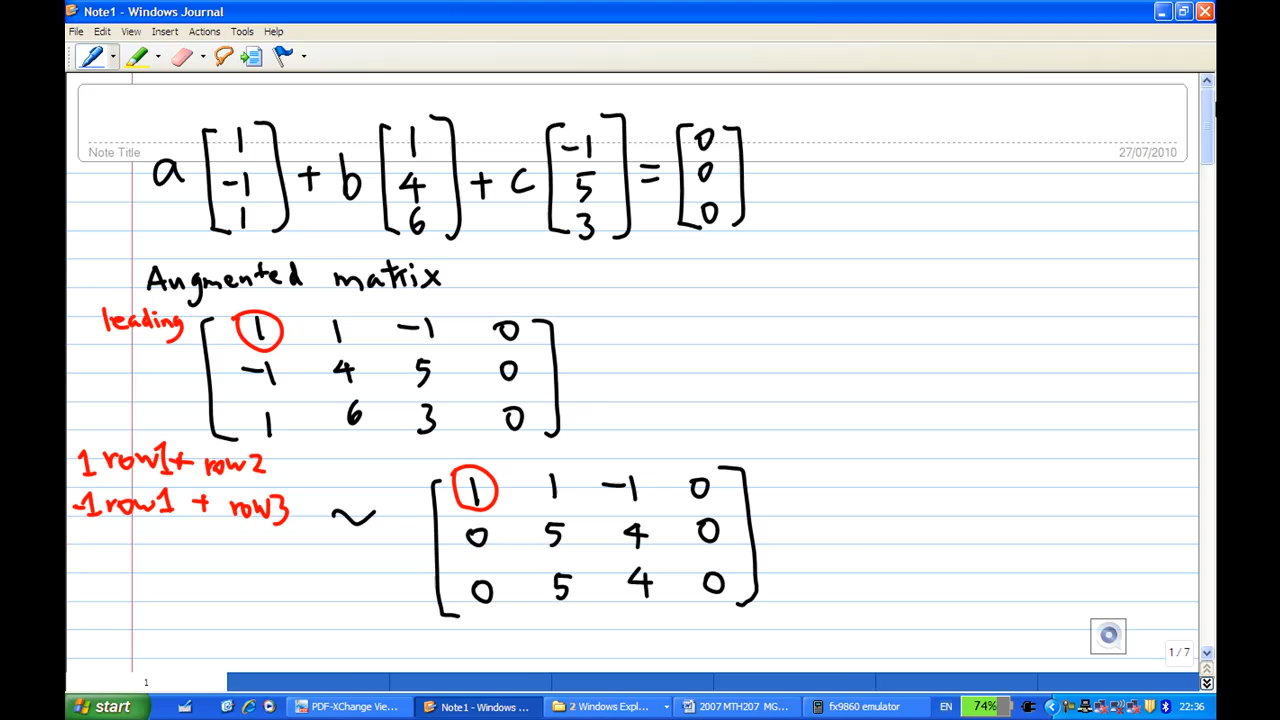 Note1 - Windows Journal
File Edit View Insert Actions Tools Help
Note Title
27/07/2010
a [1 -1 1] + b [1 4 6] + c [-1 5 3] = [0 0 0]
Augmented matrix
leading
1 1 -1 0
-1 4 5 0
1 6 3 0
1 row1 + row2
-1 row1 + row3
~
1 1 -1 0
0 5 4 0
0 5 4 0
1 / 7
1
start PDF-XChange Vie... Note1 - Windows ... 2 Windows Expl... 2007 MTH207 MG... fx9860 emulator EN 74% 22:36